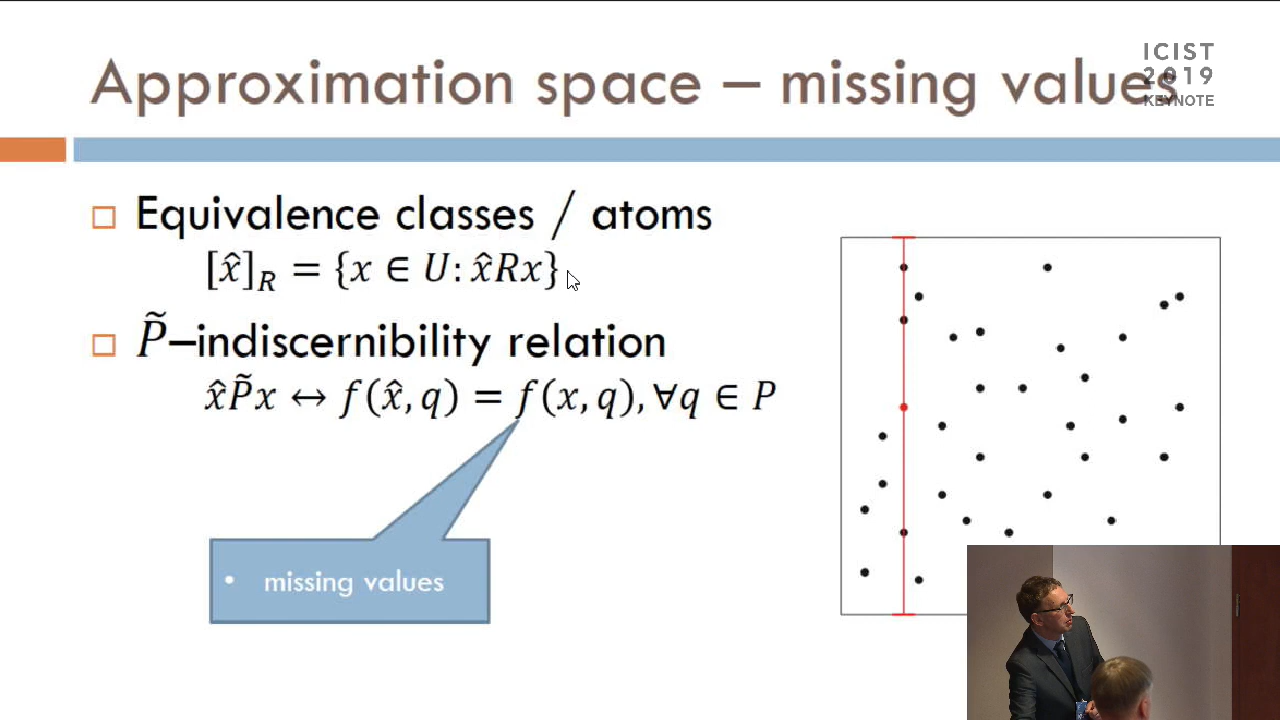 Approximation space – missing values
ICIST
2019
KEYNOTE
Equivalence classes / atoms
[x̂]_R = {x ∈ U: x̂Rx}
P̃–indiscernibility relation
x̂P̃x ↔ f(x̂, q) = f(x, q), ∀q ∈ P
• missing values